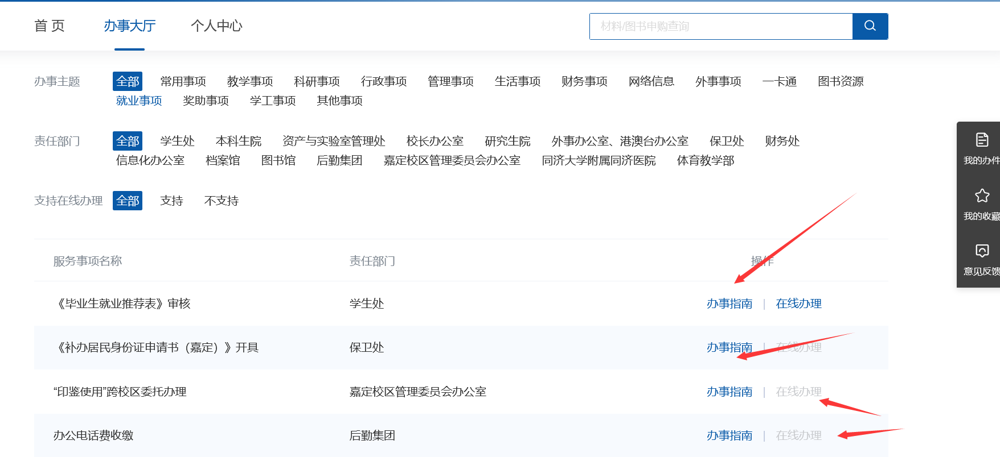 首 页 办事大厅 个人中心 材料/图书申购查询
办事主题 全部 常用事项 教学事项 科研事项 行政事项 管理事项 生活事项 财务事项 网络信息 外事事项 一卡通 图书资源
就业事项 奖助事项 学工事项 其他事项
责任部门 全部 学生处 本科生院 资产与实验室管理处 校长办公室 研究生院 外事办公室、港澳台办公室 保卫处 财务处
信息化办公室 档案馆 图书馆 后勤集团 嘉定校区管理委员会办公室 同济大学附属同济医院 体育教学部
我的办件
支持在线办理 全部 支持 不支持
我的收藏
服务事项名称 责任部门 操作
意见反馈
《毕业生就业推荐表》审核 学生处 办事指南 | 在线办理
《补办居民身份证申请书（嘉定）》开具 保卫处 办事指南 | 在线办理
“印鉴使用”跨校区委托办理 嘉定校区管理委员会办公室 办事指南 | 在线办理
办公电话费收缴 后勤集团 办事指南 | 在线办理